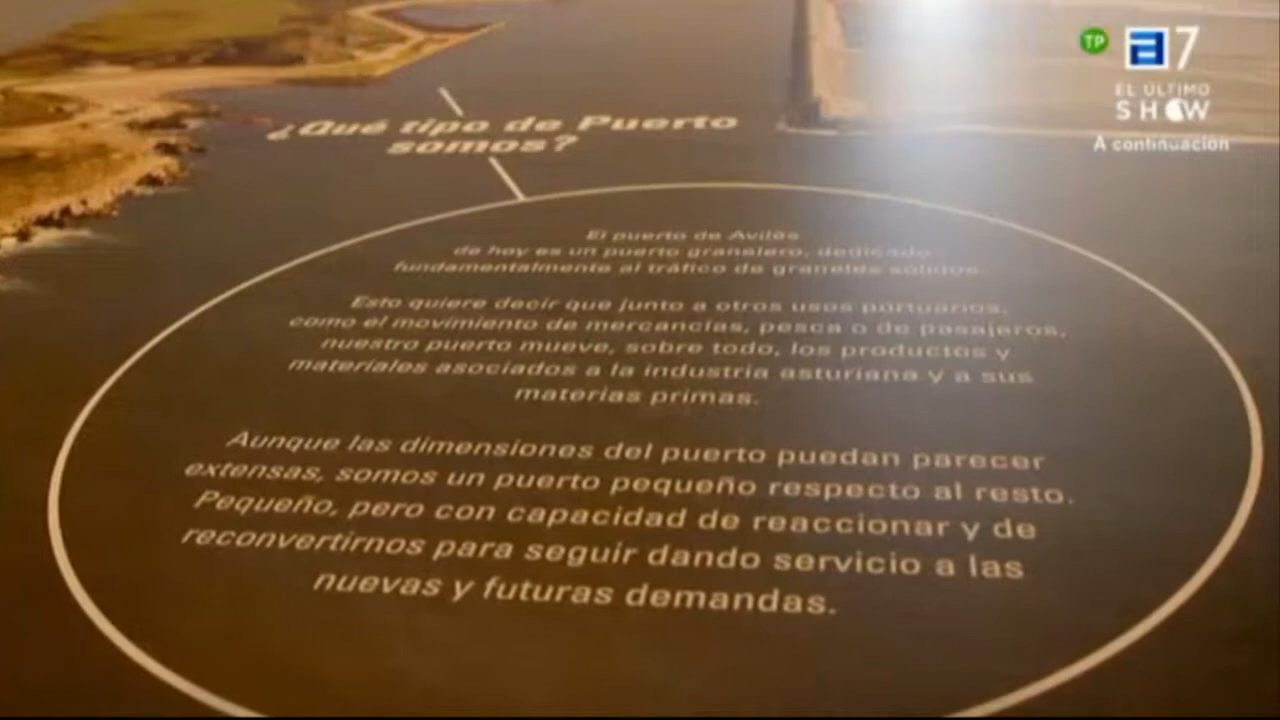 TP
7
EL ÚLTIMO
SHOW
A continuación
¿Qué tipo de Puerto
somos?
El puerto de Avilés
de hoy es un puerto granelero, dedicado
fundamentalmente al tráfico de graneles sólidos.
Esto quiere decir que junto a otros usos portuarios,
como el movimiento de mercancías, pesca o de pasajeros,
nuestro puerto mueve, sobre todo, los productos y
materiales asociados a la industria asturiana y a sus
materias primas.
Aunque las dimensiones del puerto puedan parecer
extensas, somos un puerto pequeño respecto al resto.
Pequeño, pero con capacidad de reaccionar y de
reconvertirnos para seguir dando servicio a las
nuevas y futuras demandas.